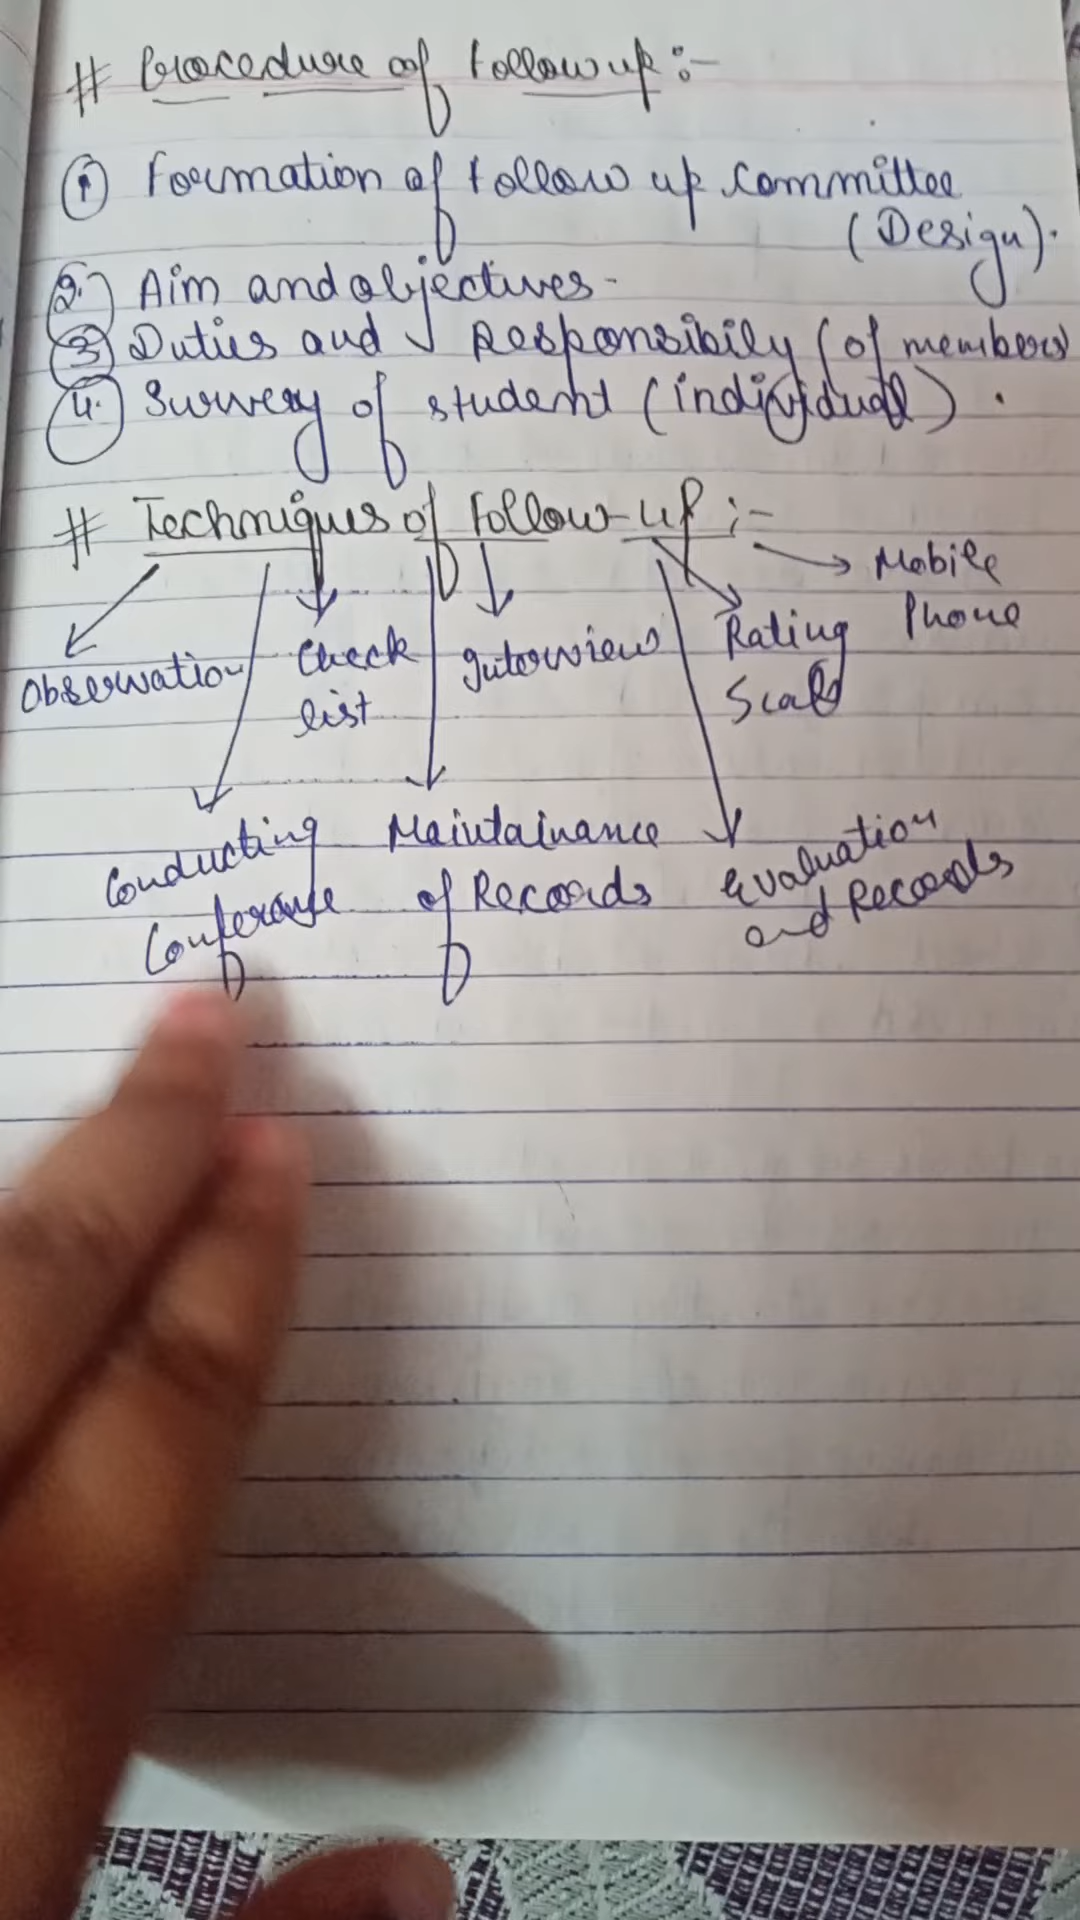 # Procedure of Follow up :-
① Formation of Follow up committee
(Design).
②. Aim and objectives.
③ Duties and Responsibily (of members)
④. Survey of student (individual).
# Techniques of Follow-up :-
Mobile
Phone
Observation
Check
list
Interview
Rating
Scale
Conducting
Conference
Maintainance
of Records
Evaluation
and Records